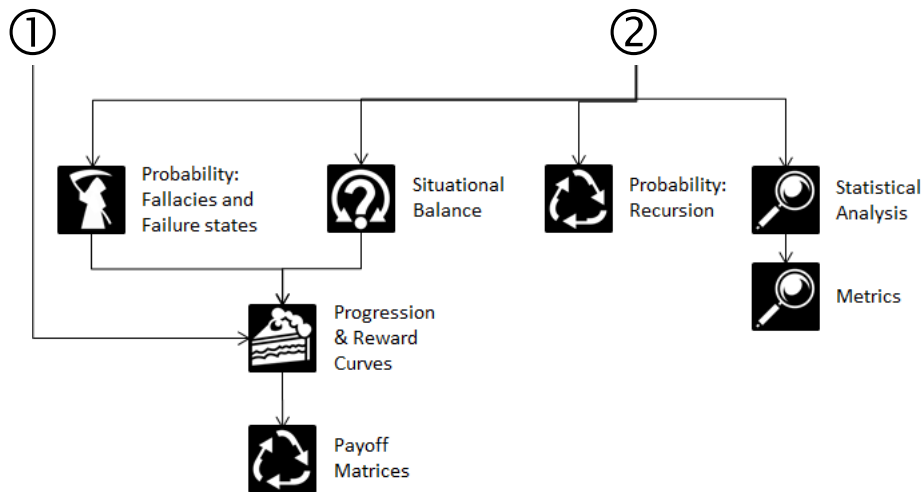 ① ②
Probability:
Fallacies and
Failure states
Situational
Balance
Probability:
Recursion
Statistical
Analysis
Metrics
Progression
& Reward
Curves
Payoff
Matrices